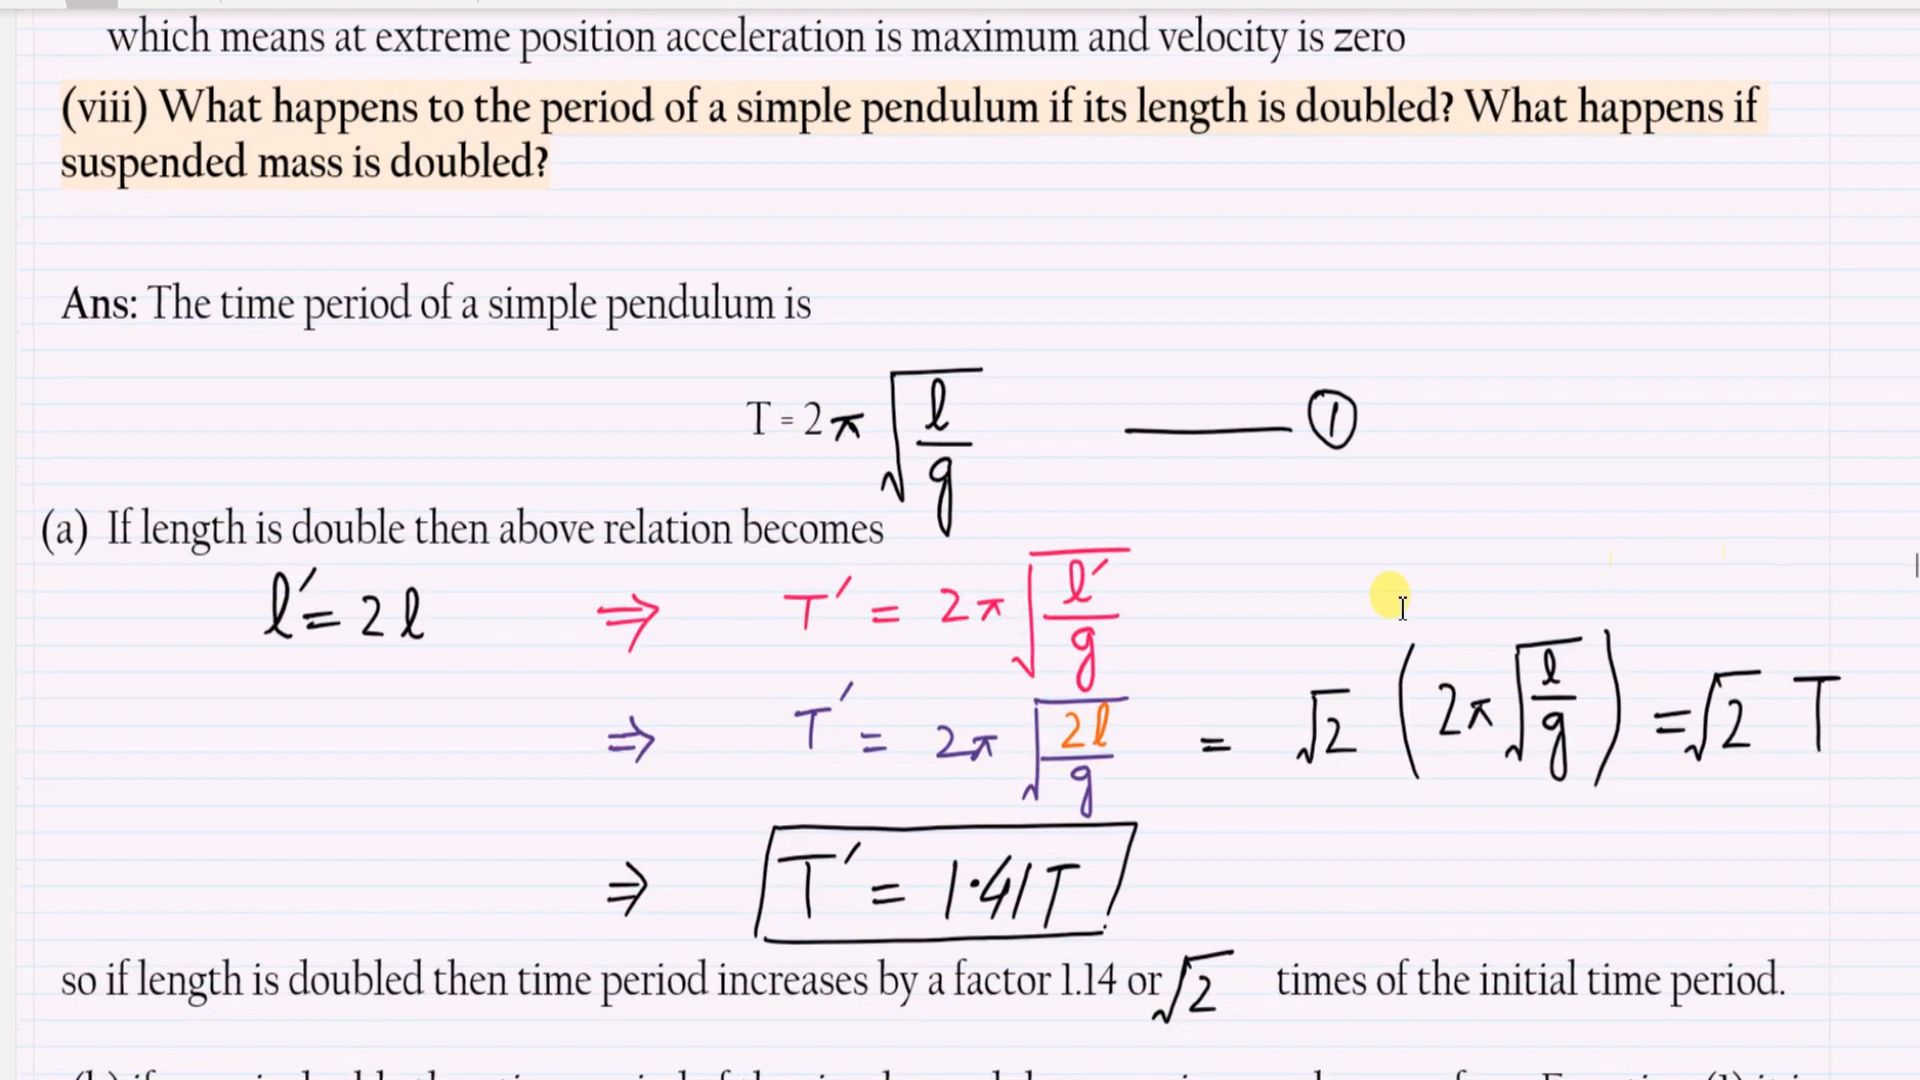 which means at extreme position acceleration is maximum and velocity is zero
(viii) What happens to the period of a simple pendulum if its length is doubled? What happens if
suspended mass is doubled?
Ans: The time period of a simple pendulum is
T = 2π √(l/g) ——— ①
(a) If length is double then above relation becomes
l′ = 2l ⇒ T′ = 2π √(l′/g)
⇒ T′ = 2π √(2l/g) = √2 (2π √(l/g)) = √2 T
⇒ T′ = 1.41T
so if length is doubled then time period increases by a factor 1.14 or √2 times of the initial time period.